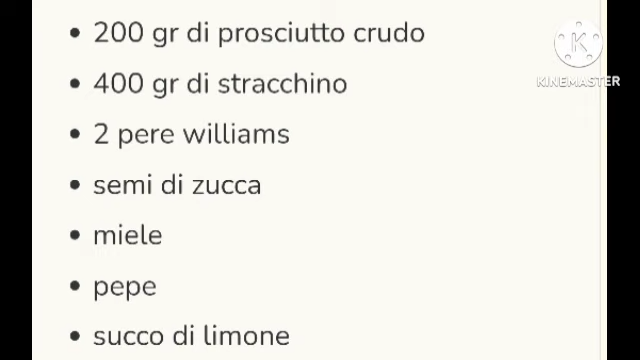 • 200 gr di prosciutto crudo
• 400 gr di stracchino
• 2 pere williams
• semi di zucca
• miele
• pepe
• succo di limone
K
KINEMASTER